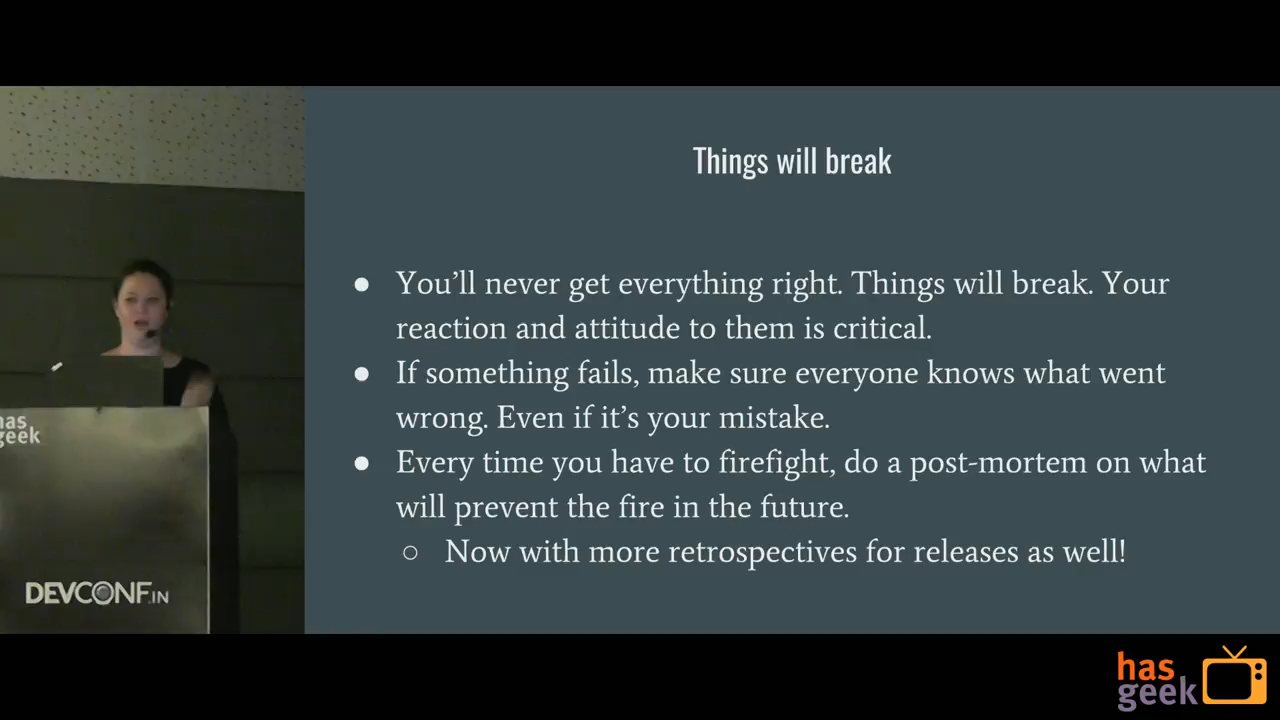 Things will break
● You’ll never get everything right. Things will break. Your
reaction and attitude to them is critical.
● If something fails, make sure everyone knows what went
wrong. Even if it’s your mistake.
● Every time you have to firefight, do a post-mortem on what
will prevent the fire in the future.
○ Now with more retrospectives for releases as well!
has
geek
DEVCONF.IN
has
geek